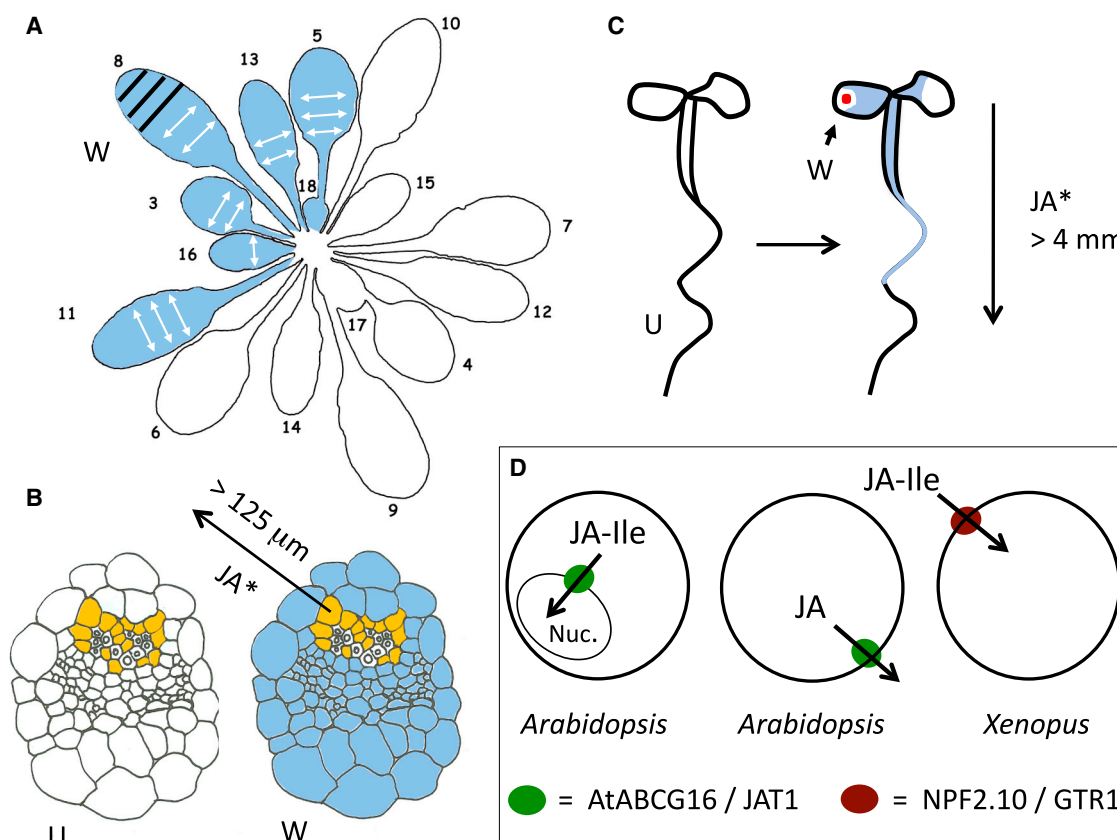 A
8
13
5
10
W
3
18
15
7
16
11
12
17
4
6
14
9
B
> 125 µm
JA*
U
W
C
W
U
JA*
> 4 mm
D
JA-Ile
Nuc.
JA
JA-Ile
Arabidopsis
Arabidopsis
Xenopus
= AtABCG16 / JAT1
= NPF2.10 / GTR1